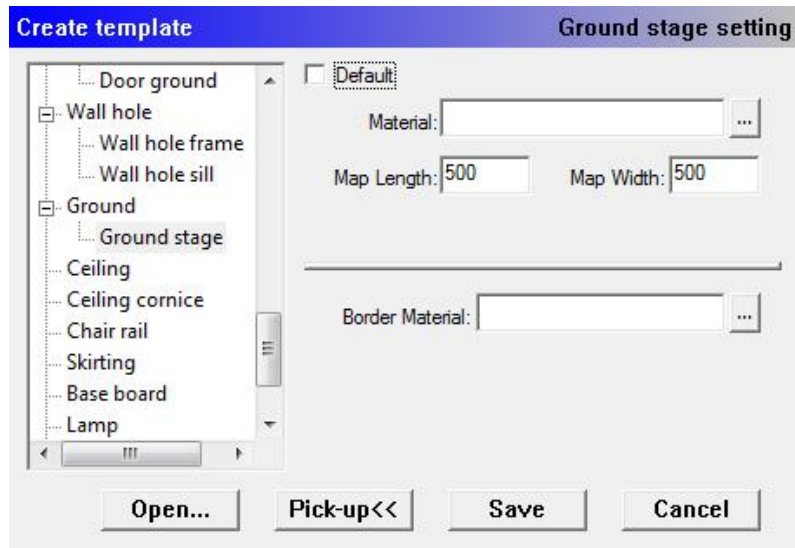 Create template Ground stage setting
Door ground
Wall hole
Wall hole frame
Wall hole sill
Ground
Ground stage
Ceiling
Ceiling cornice
Chair rail
Skirting
Base board
Lamp
Default
Material: ...
Map Length: 500 Map Width: 500
Border Material: ...
Open... Pick-up<< Save Cancel